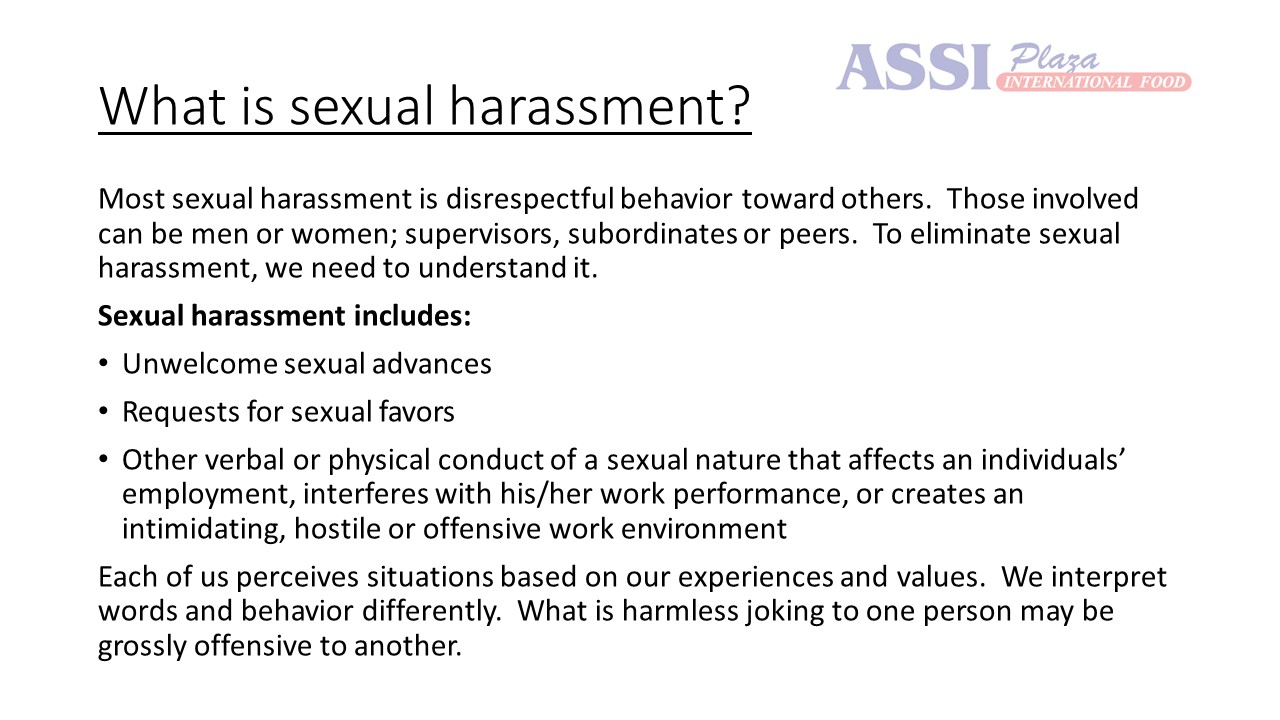 ASSI Plaza
INTERNATIONAL FOOD
What is sexual harassment?
Most sexual harassment is disrespectful behavior toward others.  Those involved
can be men or women; supervisors, subordinates or peers.  To eliminate sexual
harassment, we need to understand it.
Sexual harassment includes:
• Unwelcome sexual advances
• Requests for sexual favors
• Other verbal or physical conduct of a sexual nature that affects an individuals’
employment, interferes with his/her work performance, or creates an
intimidating, hostile or offensive work environment
Each of us perceives situations based on our experiences and values.  We interpret
words and behavior differently.  What is harmless joking to one person may be
grossly offensive to another.